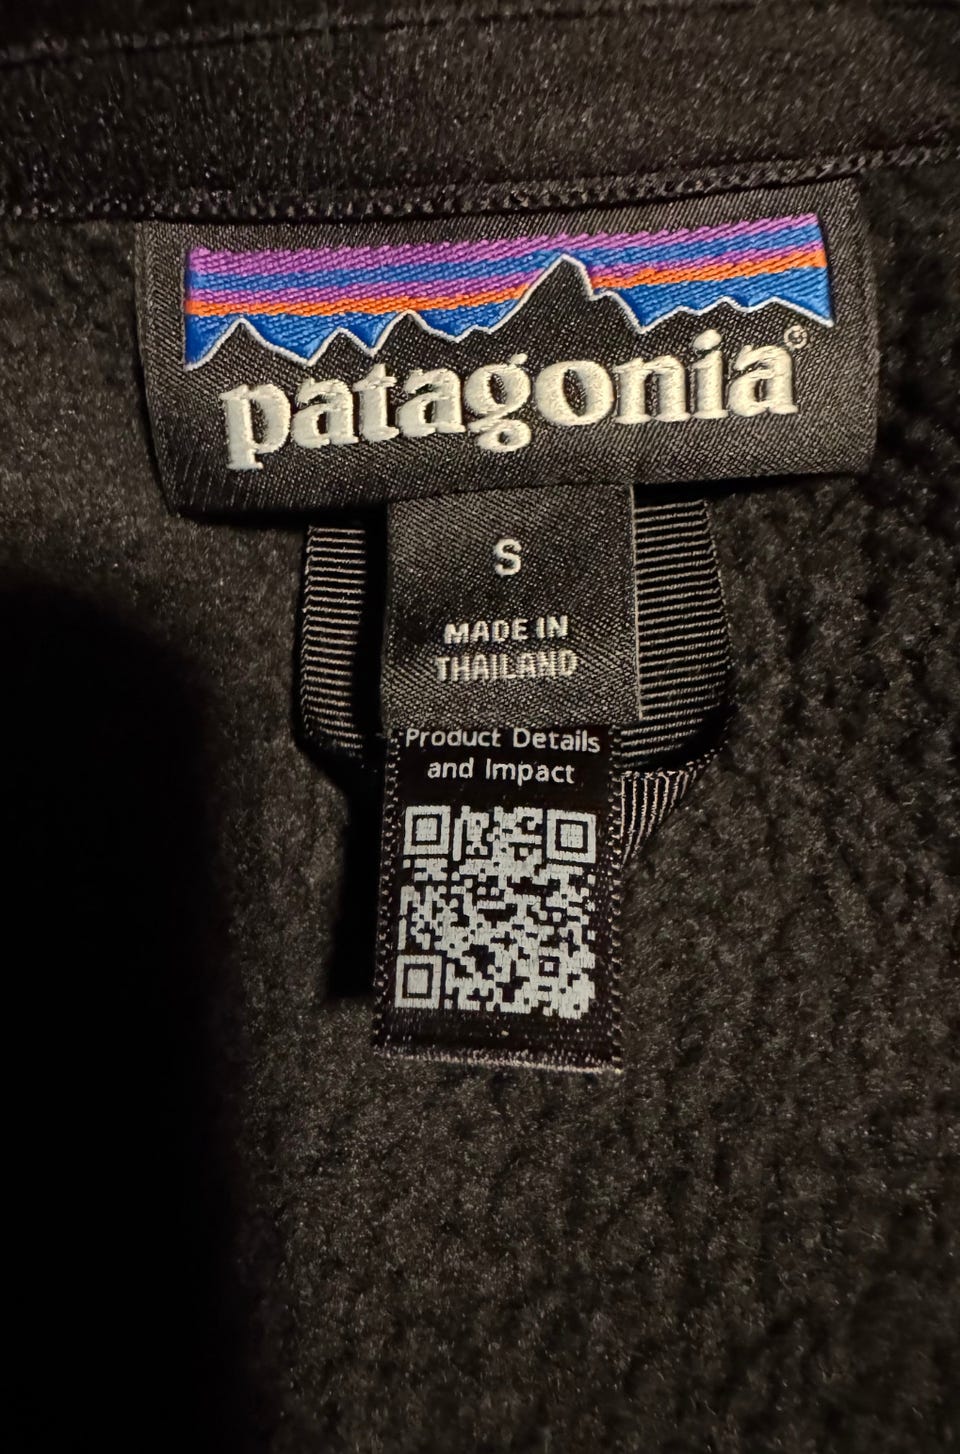 patagonia®
S
MADE IN
THAILAND
Product Details
and Impact